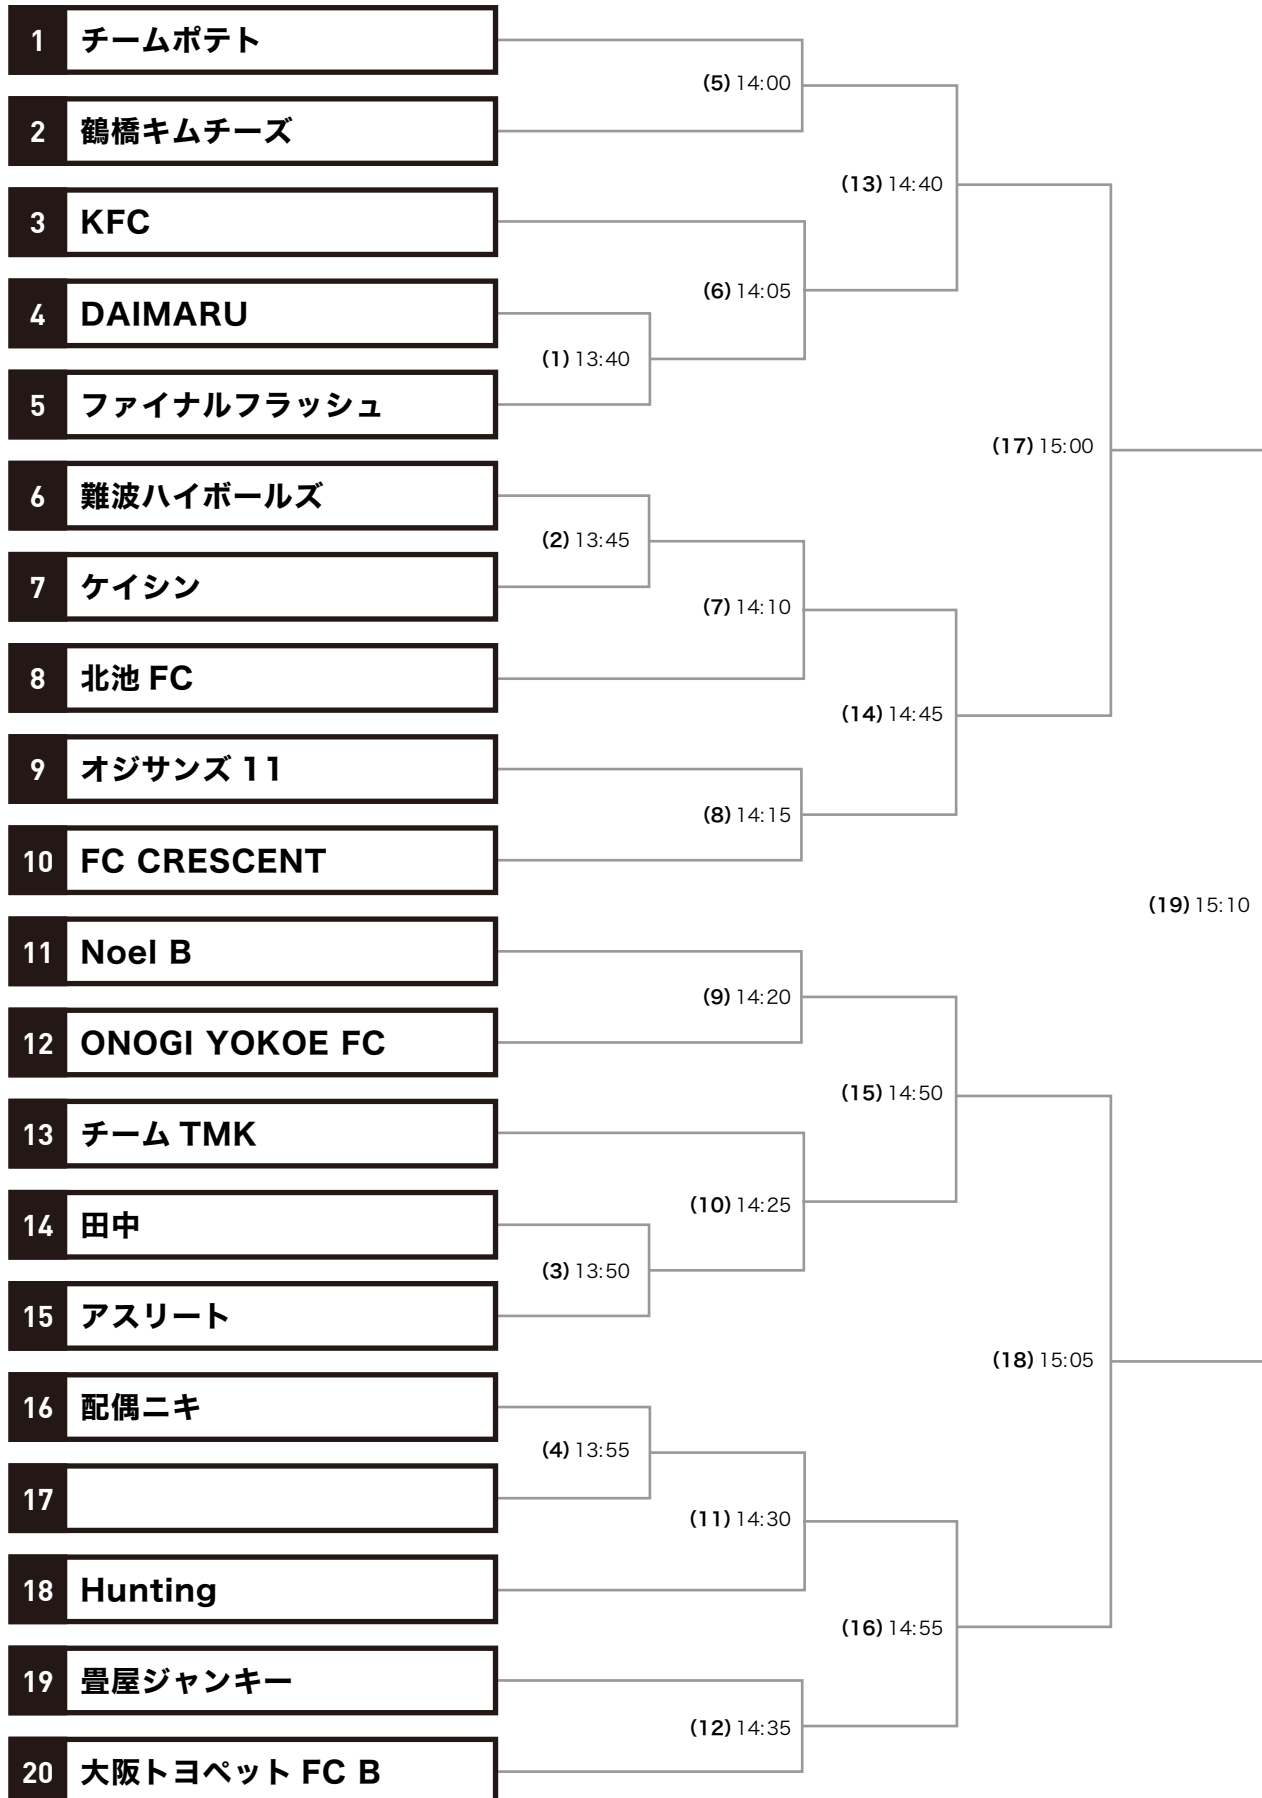 1 チームポテト
(5) 14:00
2 鶴橋キムチーズ
(13) 14:40
3 KFC
(6) 14:05
4 DAIMARU
(1) 13:40
5 ファイナルフラッシュ
(17) 15:00
6 難波ハイボールズ
(2) 13:45
7 ケイシン
(7) 14:10
8 北池 FC
(14) 14:45
9 オジサンズ 11
(8) 14:15
10 FC CRESCENT
(19) 15:10
11 Noel B
(9) 14:20
12 ONOGI YOKOE FC
(15) 14:50
13 チーム TMK
(10) 14:25
14 田中
(3) 13:50
15 アスリート
(18) 15:05
16 配偶ニキ
(4) 13:55
17
(11) 14:30
18 Hunting
(16) 14:55
19 畳屋ジャンキー
(12) 14:35
20 大阪トヨペット FC B